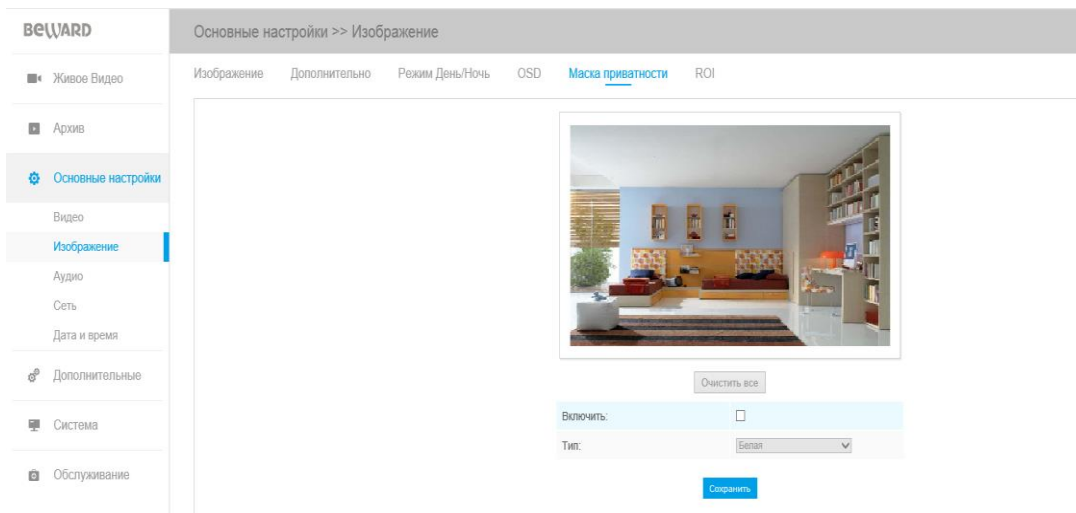 BEWARD
Основные настройки >> Изображение
Живое Видео
Архив
Основные настройки
Видео
Изображение
Аудио
Сеть
Дата и время
Дополнительные
Система
Обслуживание
Изображение Дополнительно Режим День/Ночь OSD Маска приватности ROI
Очистить все
Включить:
Тип: Белая
Сохранить